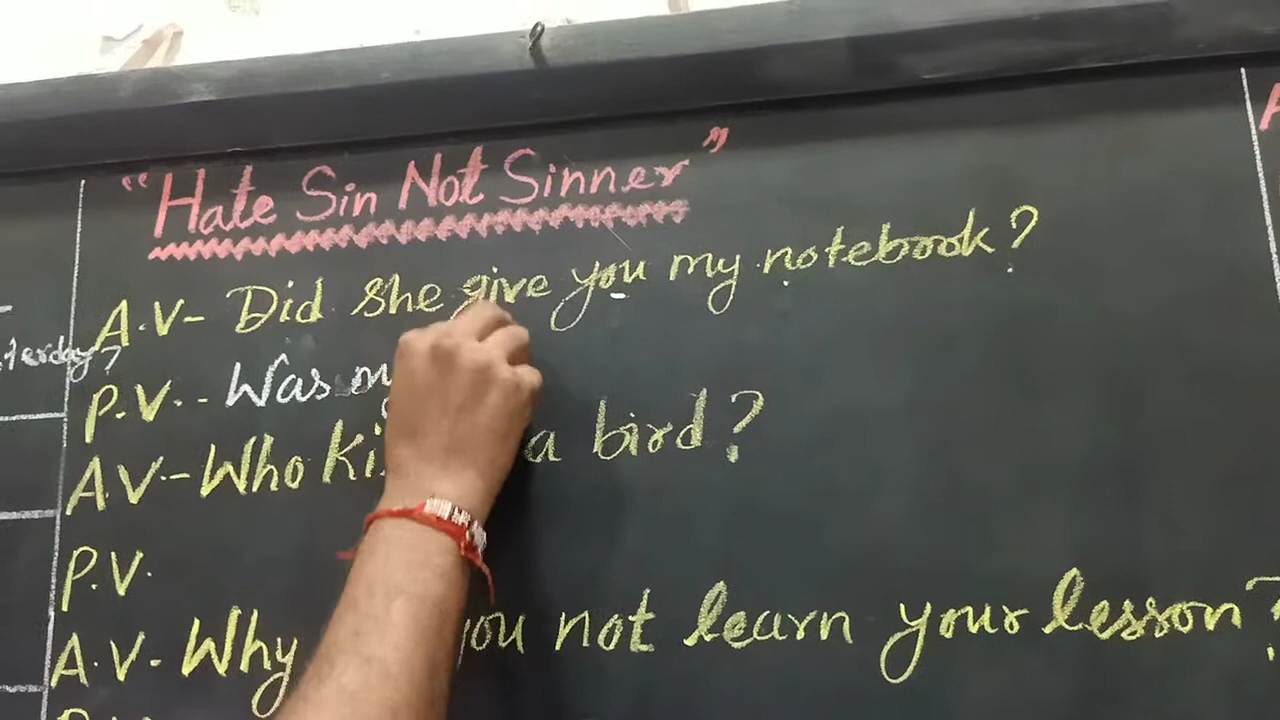 "Hate Sin Not Sinner"
A.V- Did she give you my notebook?
P.V.- Was
A.V- Who a bird?
P.V.
A.V- Why you not learn your lesson?